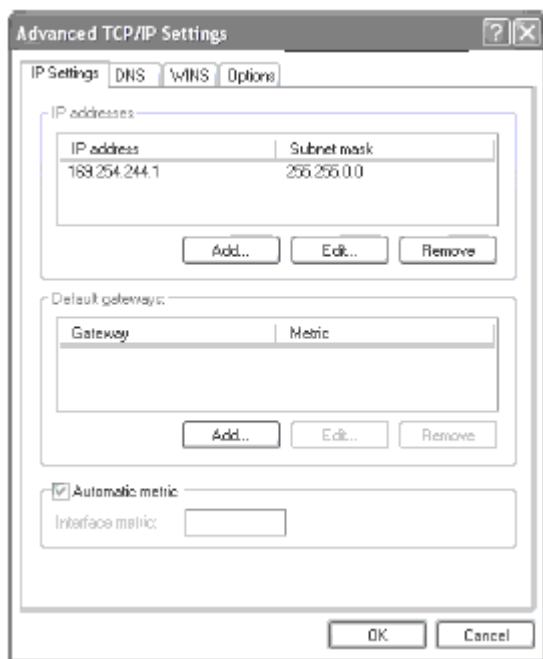 Advanced TCP/IP Settings
IP Settings DNS WINS Options
IP addresses:
IP address Subnet mask
169.254.244.1 255.255.0.0
Add... Edit... Remove
Default gateways:
Gateway Metric
Add... Edit... Remove
Automatic metric
Interface metric:
OK Cancel